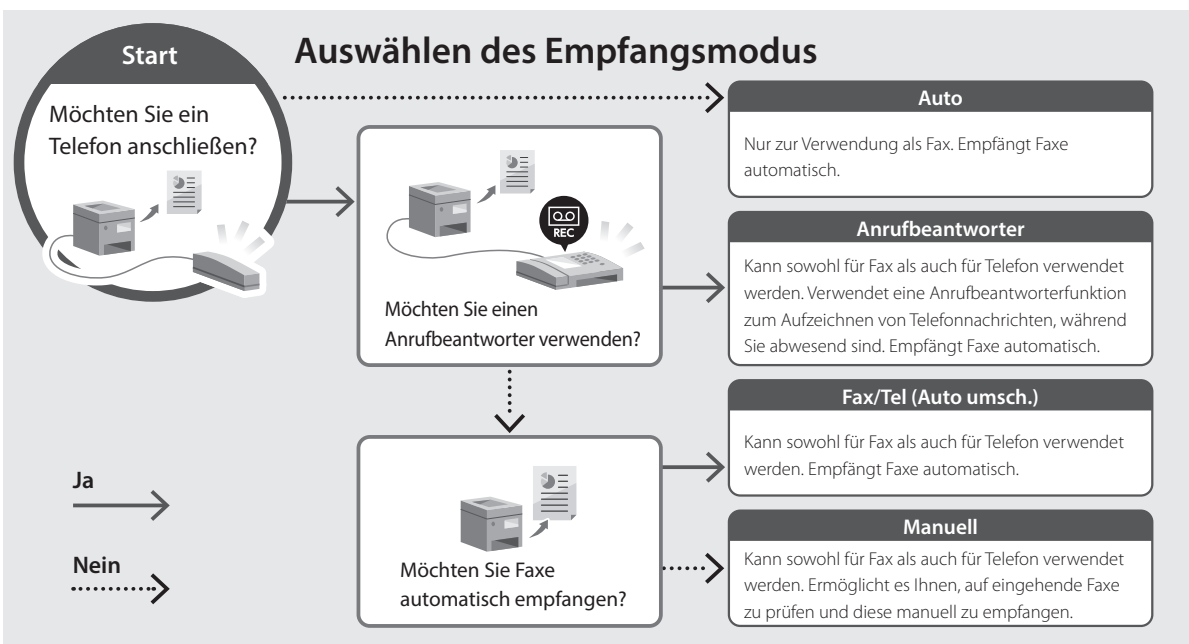 Auswählen des Empfangsmodus
Start
Möchten Sie ein
Telefon anschließen?
REC
Möchten Sie einen
Anrufbeantworter verwenden?
Möchten Sie Faxe
automatisch empfangen?
Auto
Nur zur Verwendung als Fax. Empfängt Faxe
automatisch.
Anrufbeantworter
Kann sowohl für Fax als auch für Telefon verwendet
werden. Verwendet eine Anrufbeantworterfunktion
zum Aufzeichnen von Telefonnachrichten, während
Sie abwesend sind. Empfängt Faxe automatisch.
Fax/Tel (Auto umsch.)
Kann sowohl für Fax als auch für Telefon verwendet
werden. Empfängt Faxe automatisch.
Manuell
Kann sowohl für Fax als auch für Telefon verwendet
werden. Ermöglicht es Ihnen, auf eingehende Faxe
zu prüfen und diese manuell zu empfangen.
Ja
Nein